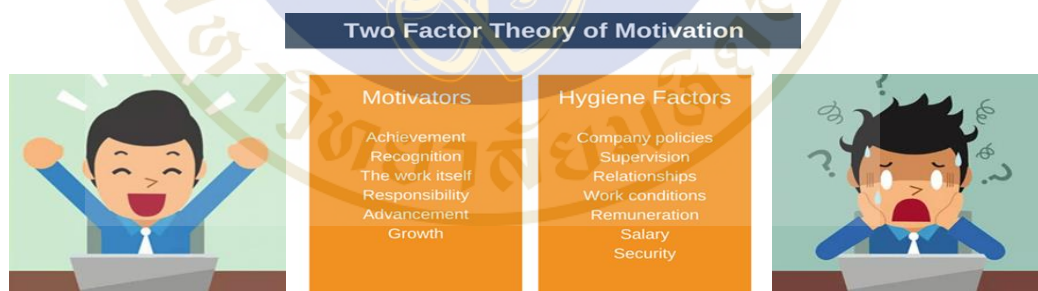 Two Factor Theory of Motivation
Motivators
Achievement
Recognition
The work itself
Responsibility
Advancement
Growth
Hygiene Factors
Company policies
Supervision
Relationships
Work conditions
Remuneration
Salary
Security